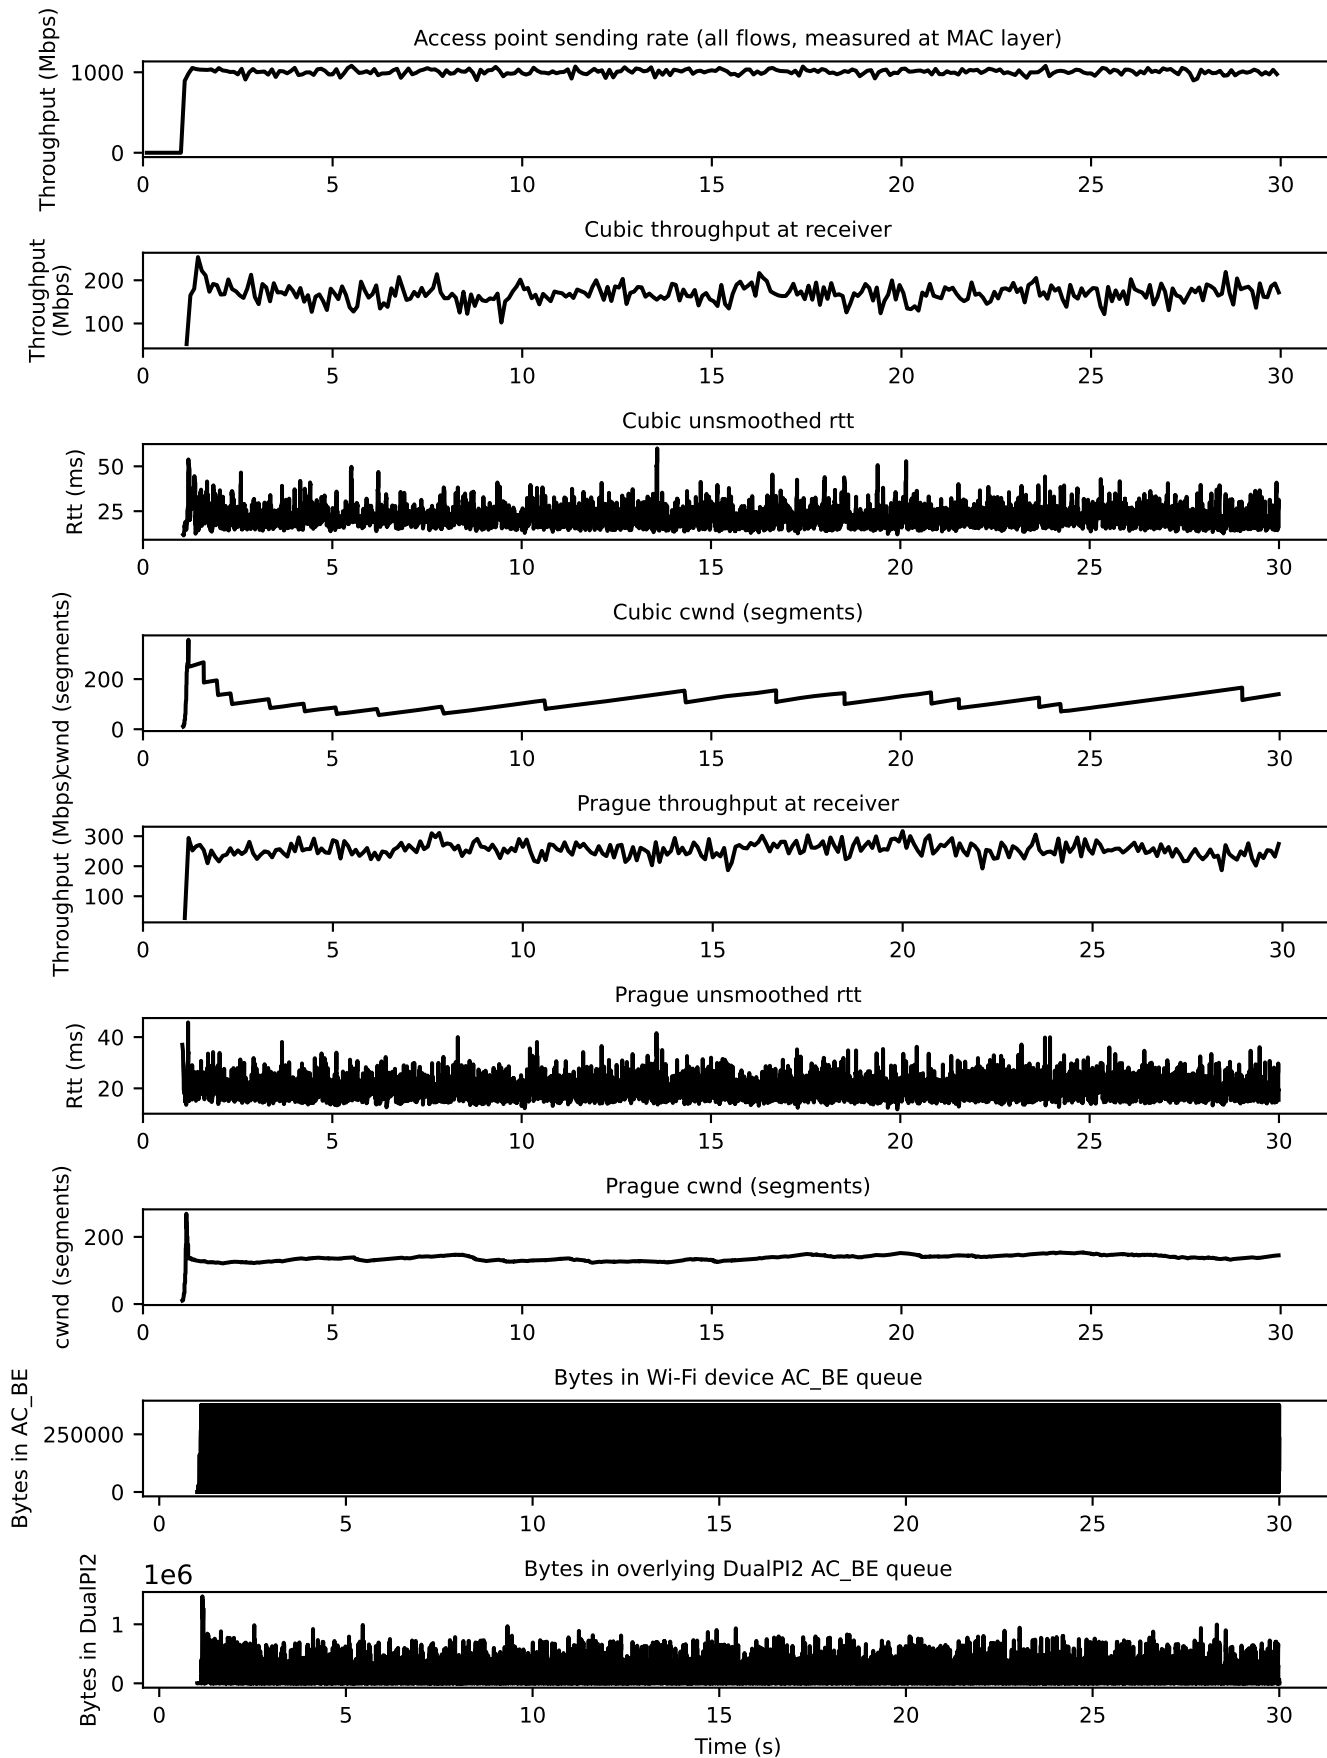 Access point sending rate (all flows, measured at MAC layer)
Throughput (Mbps)
1000
0
0 5 10 15 20 25 30
Cubic throughput at receiver
Throughput
(Mbps)
200
100
0 5 10 15 20 25 30
Cubic unsmoothed rtt
Rtt (ms)
50
25
0 5 10 15 20 25 30
Cubic cwnd (segments)
cwnd (segments)
200
0
0 5 10 15 20 25 30
Prague throughput at receiver
Throughput (Mbps)
300
200
100
0 5 10 15 20 25 30
Prague unsmoothed rtt
Rtt (ms)
40
20
0 5 10 15 20 25 30
Prague cwnd (segments)
cwnd (segments)
200
0
0 5 10 15 20 25 30
Bytes in Wi-Fi device AC_BE queue
Bytes in AC_BE
250000
0
0 5 10 15 20 25 30
Bytes in overlying DualPI2 AC_BE queue
Bytes in DualPI2
1e6
1
0
0 5 10 15 20 25 30
Time (s)